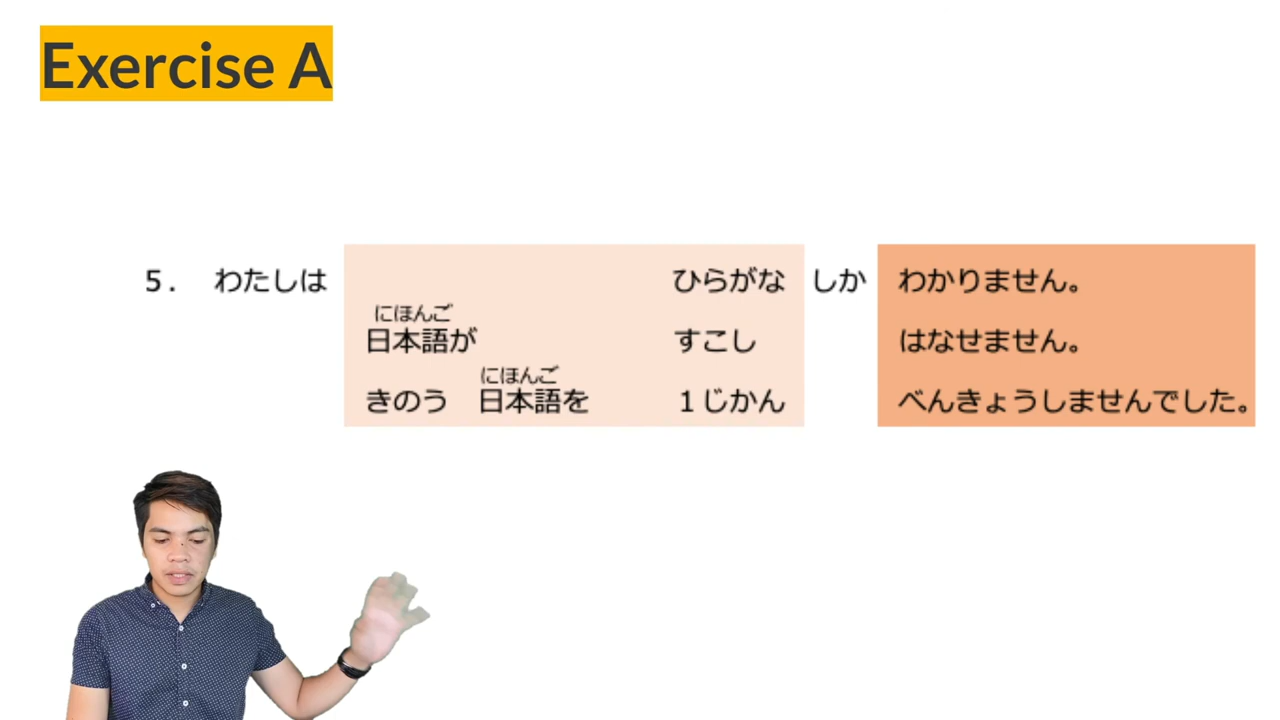 Exercise A
5. わたしは ひらがな しか わかりません。
にほんご
日本語が すこし はなせません。
にほんご
きのう 日本語を 1じかん べんきょうしませんでした。